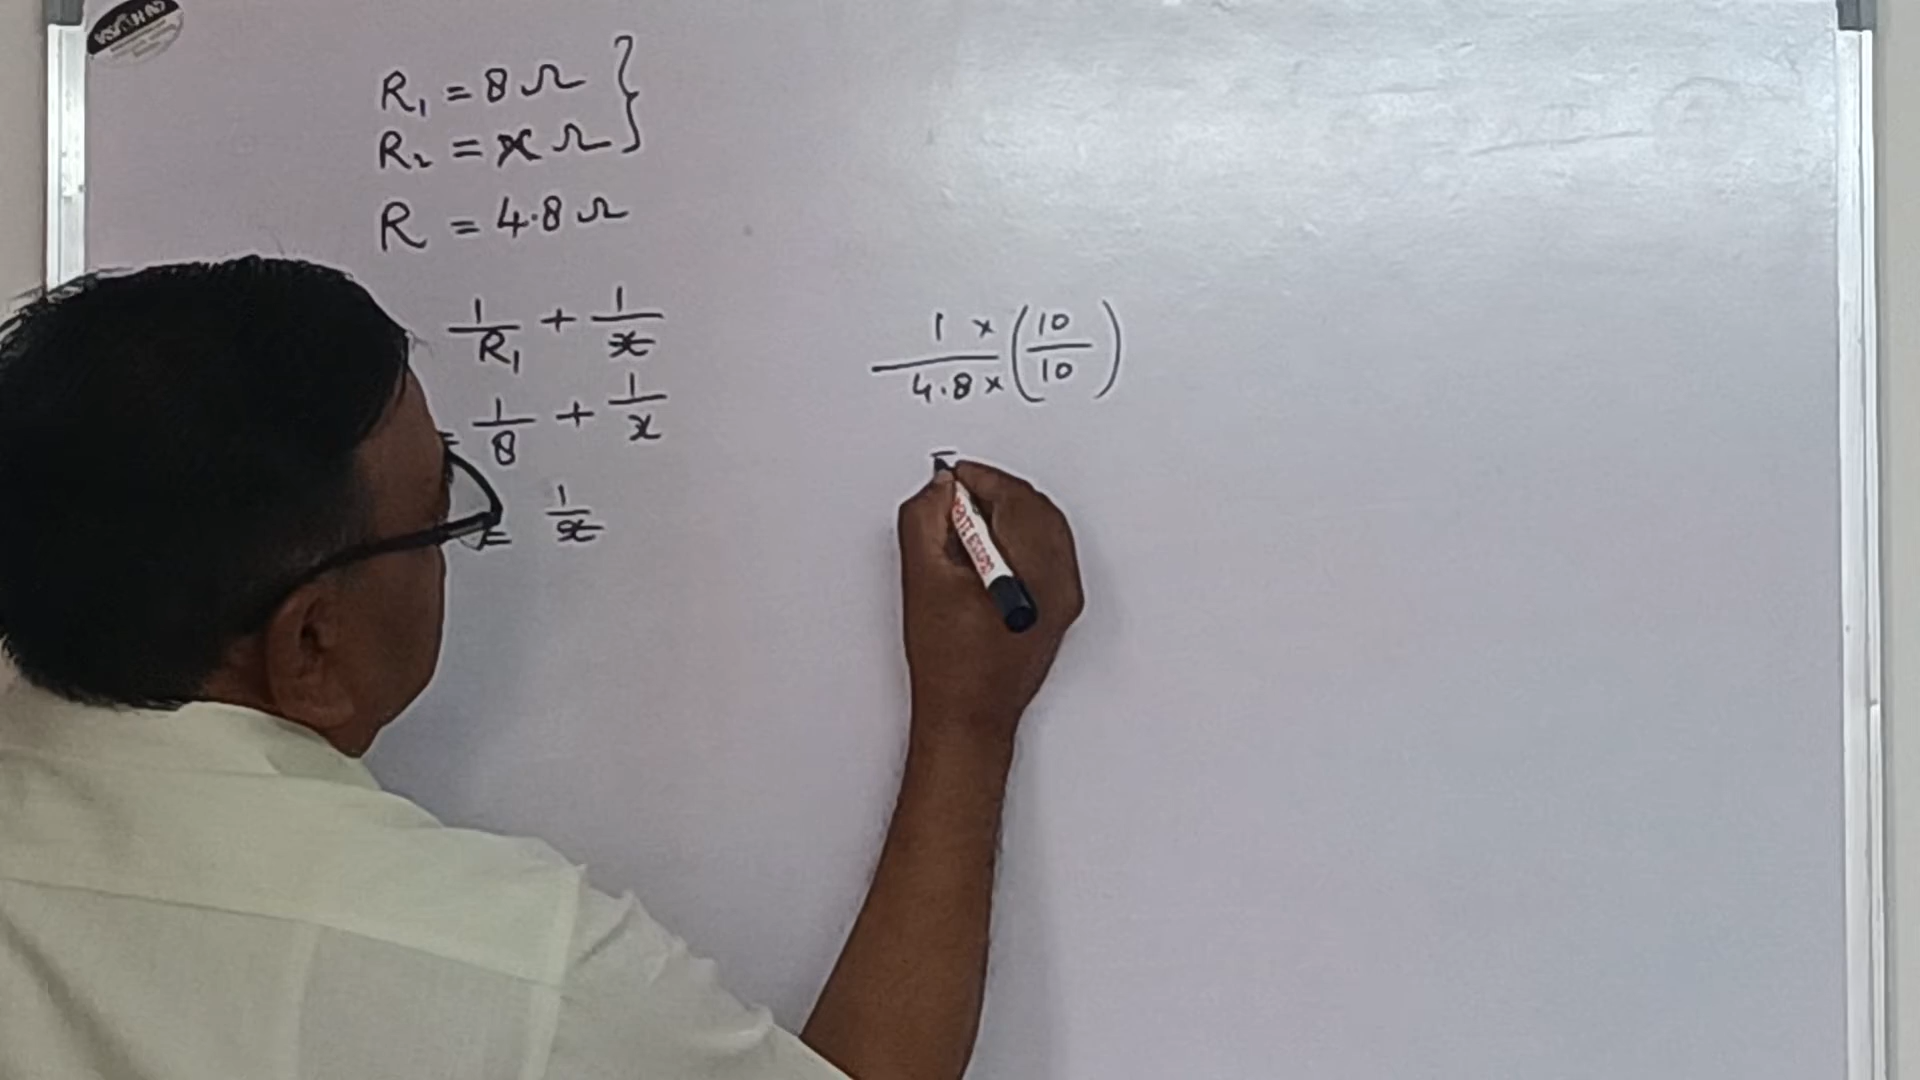 R₁ = 8 Ω
R₂ = x Ω }
R = 4.8 Ω
1/R₁ + 1/x
= 1/8 + 1/x
= 1/x
1 × (10/10) / 4.8 ×